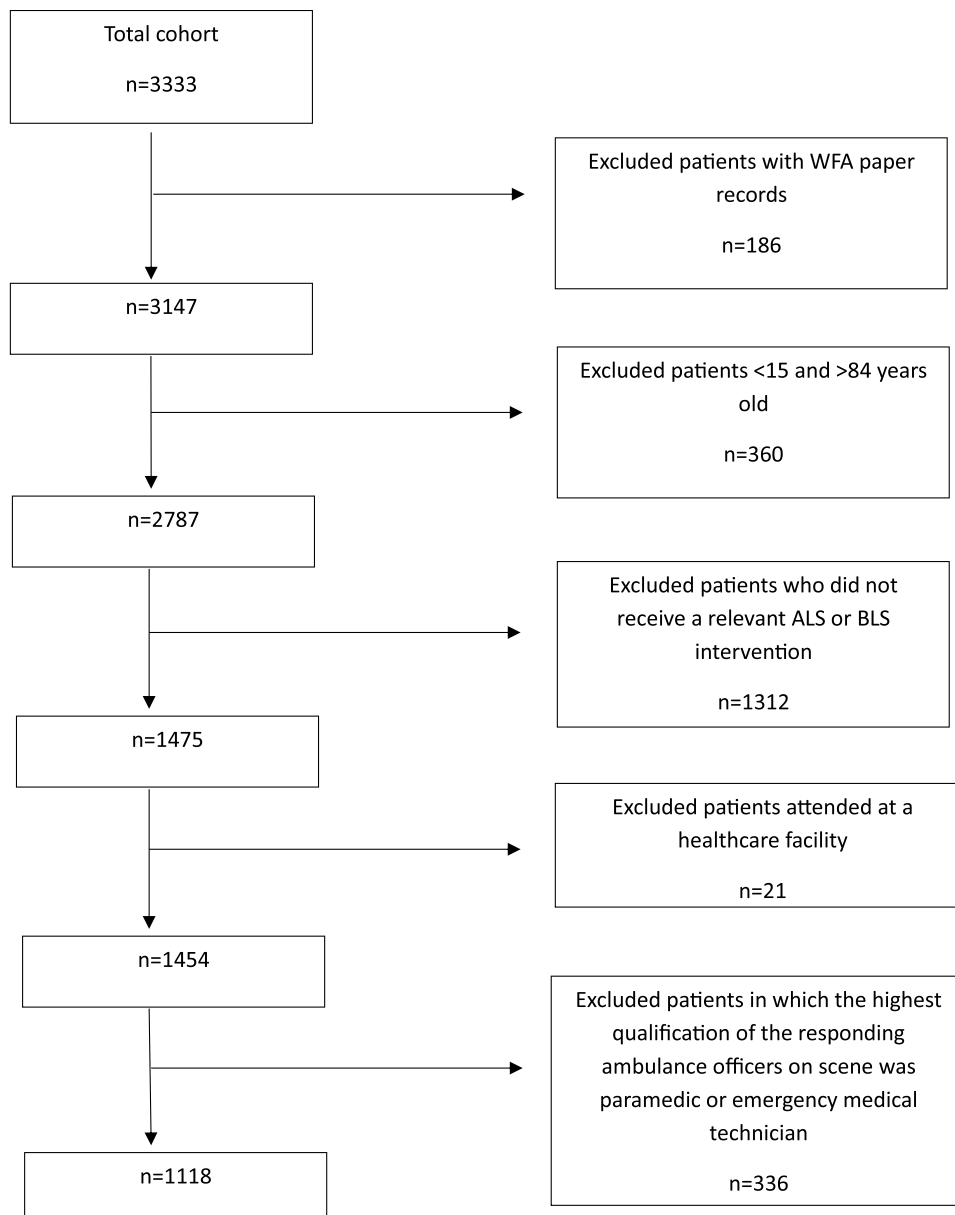 Total cohort
n=3333
Excluded patients with WFA paper
records
n=186
n=3147
Excluded patients <15 and >84 years
old
n=360
n=2787
Excluded patients who did not
receive a relevant ALS or BLS
intervention
n=1312
n=1475
Excluded patients attended at a
healthcare facility
n=21
n=1454
Excluded patients in which the highest
qualification of the responding
ambulance officers on scene was
paramedic or emergency medical
technician
n=336
n=1118